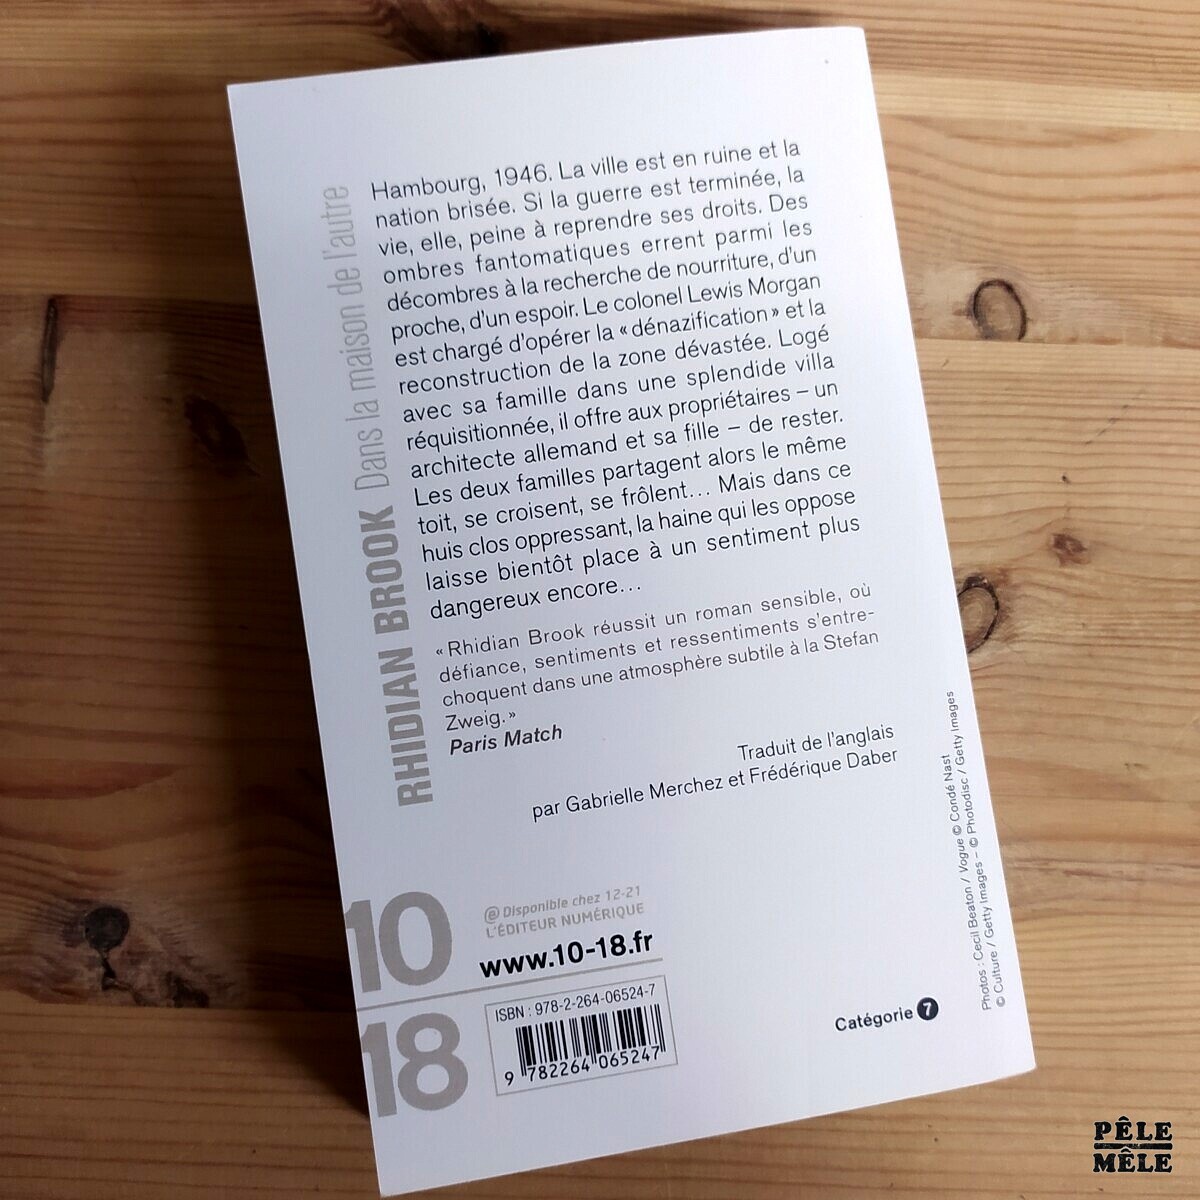 RHIDIAN BROOK Dans la maison de l'autre
Hambourg, 1946. La ville est en ruine et la
nation brisée. Si la guerre est terminée, la
vie, elle, peine à reprendre ses droits. Des
ombres fantomatiques errent parmi les
décombres à la recherche de nourriture, d'un
proche, d'un espoir. Le colonel Lewis Morgan
est chargé d'opérer la « dénazification » et la
reconstruction de la zone dévastée. Logé
avec sa famille dans une splendide villa
réquisitionnée, il offre aux propriétaires – un
architecte allemand et sa fille – de rester.
Les deux familles partagent alors le même
toit, se croisent, se frôlent… Mais dans ce
huis clos oppressant, la haine qui les oppose
laisse bientôt place à un sentiment plus
dangereux encore…
« Rhidian Brook réussit un roman sensible, où
défiance, sentiments et ressentiments s'entre-
choquent dans une atmosphère subtile à la Stefan
Zweig. »
Paris Match
Traduit de l'anglais
par Gabrielle Merchez et Frédérique Daber
10
18
@ Disponible chez 12-21
L'ÉDITEUR NUMÉRIQUE
www.10-18.fr
ISBN : 978-2-264-06524-7
9 782264 065247
Catégorie 7
Photos : Cecil Beaton / Vogue © Condé Nast
© Culture / Getty Images – © Photodisc / Getty Images
PÊLE
MÊLE